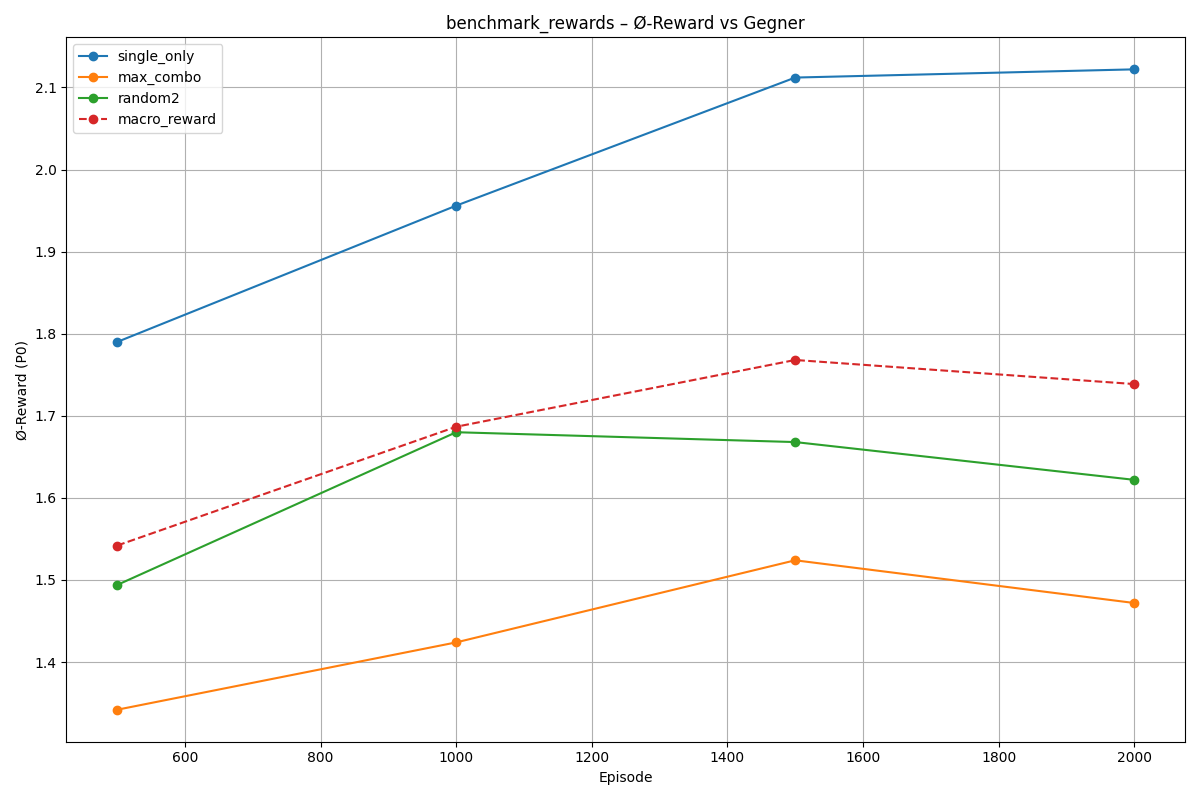 benchmark_rewards – Ø-Reward vs Gegner
single_only
max_combo
random2
macro_reward
Ø-Reward (P0)
2.1
2.0
1.9
1.8
1.7
1.6
1.5
1.4
600 800 1000 1200 1400 1600 1800 2000
Episode